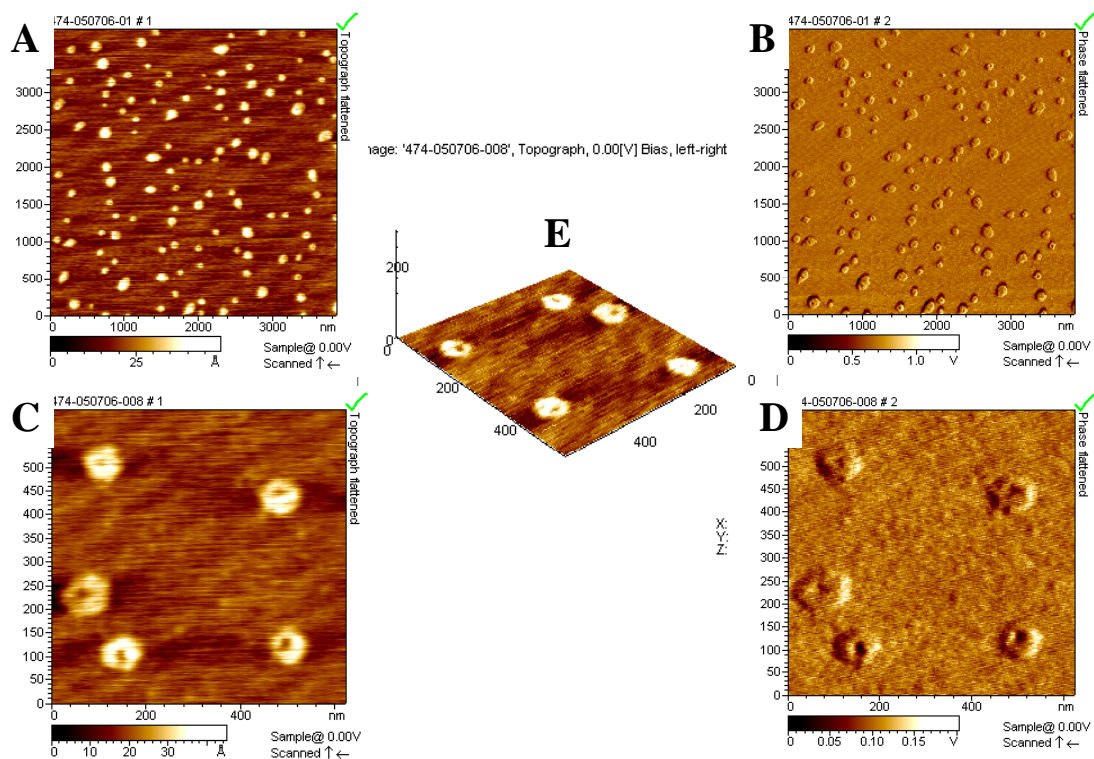 A
474-050706-01 # 1
Topograph flattened
3000
2500
2000
1500
1000
500
0
0 1000 2000 3000 nm
0 25 Å
Sample@ 0.00V
Scanned ↑ ←
B
474-050706-01 # 2
Phase flattened
3000
2500
2000
1500
1000
500
0
0 1000 2000 3000 nm
0 0.5 1.0 V
Sample@ 0.00V
Scanned ↑ ←
nage: '474-050706-008', Topograph, 0.00[V] Bias, left-right
E
200
0
0
200
400
400
200
0
C
474-050706-008 # 1
Topograph flattened
500
450
400
350
300
250
200
150
100
50
0
0 200 400 nm
0 10 20 30 Å
Sample@ 0.00V
Scanned ↑ ←
X:
Y:
Z:
D
4-050706-008 # 2
Phase flattened
500
450
400
350
300
250
200
150
100
50
0
0 200 400 nm
0 0.05 0.10 0.15 V
Sample@ 0.00V
Scanned ↑ ←